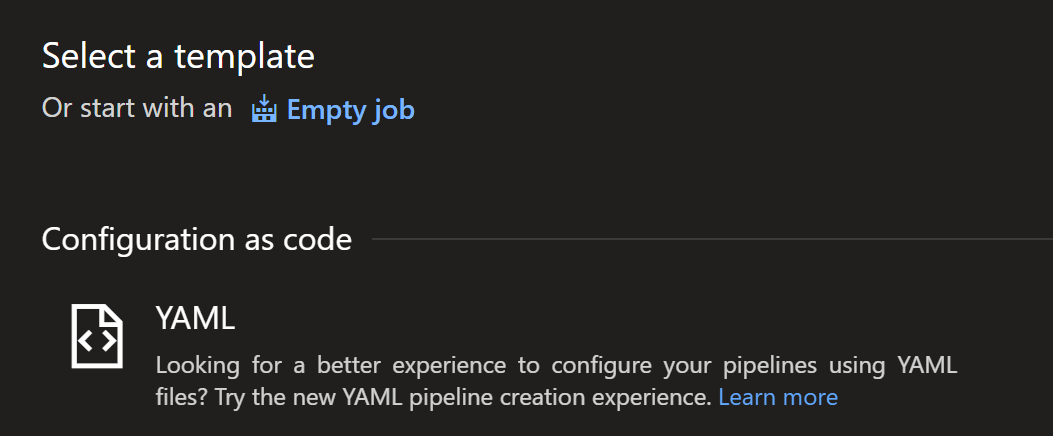 Select a template
Or start with an Empty job
Configuration as code
YAML
Looking for a better experience to configure your pipelines using YAML
files? Try the new YAML pipeline creation experience. Learn more